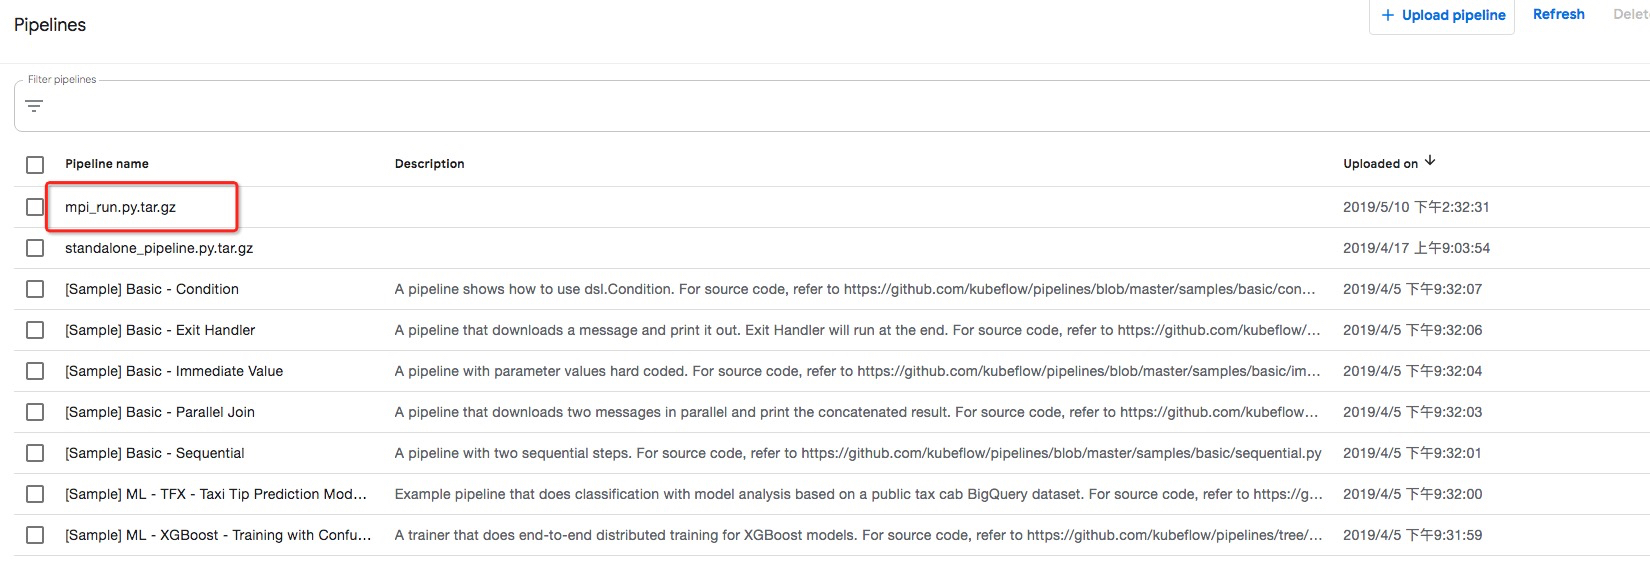 Pipelines
+ Upload pipeline Refresh Delet
Filter pipelines
Pipeline name Description Uploaded on
mpi_run.py.tar.gz 2019/5/10 下午2:32:31
standalone_pipeline.py.tar.gz 2019/4/17 上午9:03:54
[Sample] Basic - Condition A pipeline shows how to use dsl.Condition. For source code, refer to https://github.com/kubeflow/pipelines/blob/master/samples/basic/con... 2019/4/5 下午9:32:07
[Sample] Basic - Exit Handler A pipeline that downloads a message and print it out. Exit Handler will run at the end. For source code, refer to https://github.com/kubeflow/... 2019/4/5 下午9:32:06
[Sample] Basic - Immediate Value A pipeline with parameter values hard coded. For source code, refer to https://github.com/kubeflow/pipelines/blob/master/samples/basic/im... 2019/4/5 下午9:32:04
[Sample] Basic - Parallel Join A pipeline that downloads two messages in parallel and print the concatenated result. For source code, refer to https://github.com/kubeflow... 2019/4/5 下午9:32:03
[Sample] Basic - Sequential A pipeline with two sequential steps. For source code, refer to https://github.com/kubeflow/pipelines/blob/master/samples/basic/sequential.py 2019/4/5 下午9:32:01
[Sample] ML - TFX - Taxi Tip Prediction Mod... Example pipeline that does classification with model analysis based on a public tax cab BigQuery dataset. For source code, refer to https://g... 2019/4/5 下午9:32:00
[Sample] ML - XGBoost - Training with Confu... A trainer that does end-to-end distributed training for XGBoost models. For source code, refer to https://github.com/kubeflow/pipelines/tree/... 2019/4/5 下午9:31:59